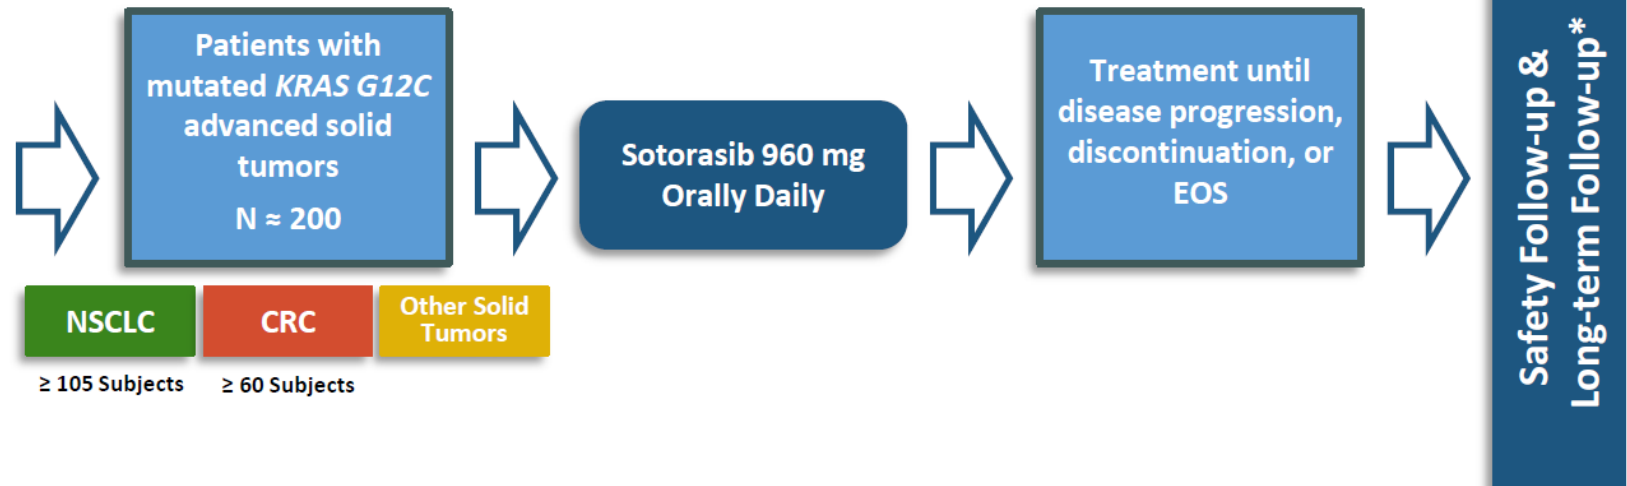 Patients with
mutated KRAS G12C
advanced solid
tumors
N ≈ 200
NSCLC
≥ 105 Subjects
CRC
≥ 60 Subjects
Other Solid
Tumors
Sotorasib 960 mg
Orally Daily
Treatment until
disease progression,
discontinuation, or
EOS
Safety Follow-up &
Long-term Follow-up*